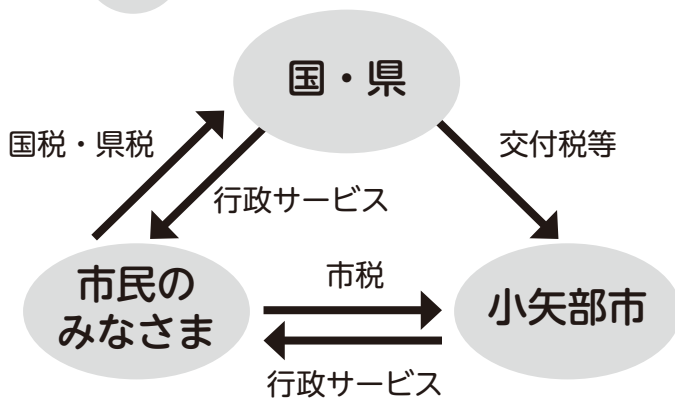 国・県
国税・県税
交付税等
行政サービス
市民の
みなさま
市税
小矢部市
行政サービス